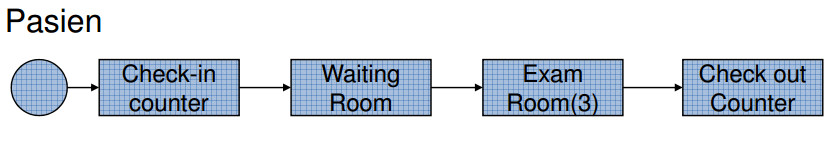 Pasien
Check-in
counter
Waiting
Room
Exam
Room(3)
Check out
Counter